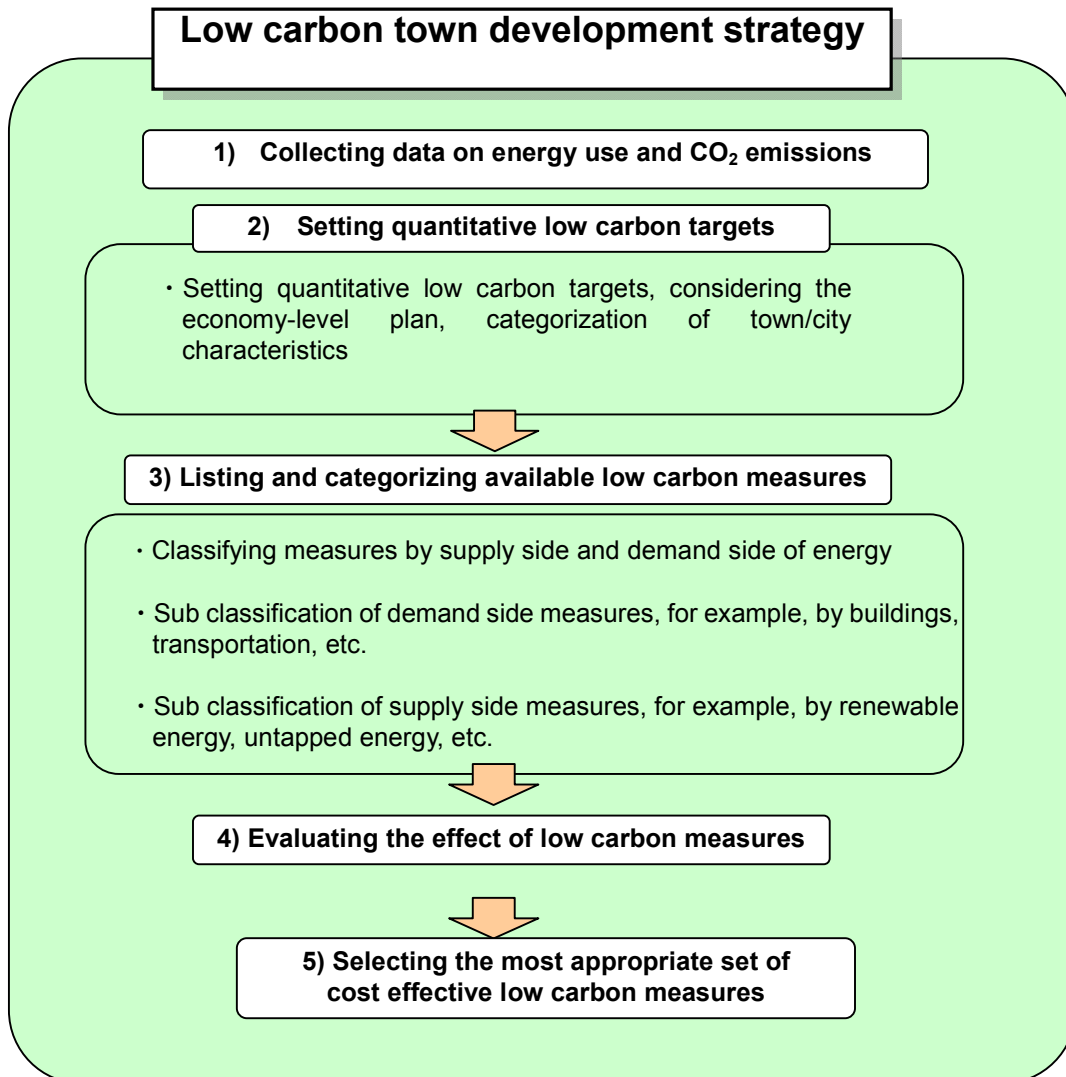 Low carbon town development strategy
1) Collecting data on energy use and CO₂ emissions
2) Setting quantitative low carbon targets
・Setting quantitative low carbon targets, considering the
economy-level plan, categorization of town/city
characteristics
3) Listing and categorizing available low carbon measures
・Classifying measures by supply side and demand side of energy
・Sub classification of demand side measures, for example, by buildings,
transportation, etc.
・Sub classification of supply side measures, for example, by renewable
energy, untapped energy, etc.
4) Evaluating the effect of low carbon measures
5) Selecting the most appropriate set of
cost effective low carbon measures